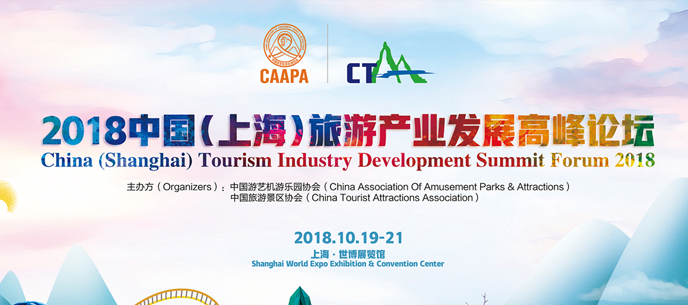 CAAPA
CTAA
2018中国（上海）旅游产业发展高峰论坛
China (Shanghai) Tourism Industry Development Summit Forum 2018
主办方（Organizers）：中国游艺机游乐园协会（China Association Of Amusement Parks & Attractions）
中国旅游景区协会（China Tourist Attractions Association）
2018.10.19-21
上海·世博展览馆
Shanghai World Expo Exhibition & Convention Center